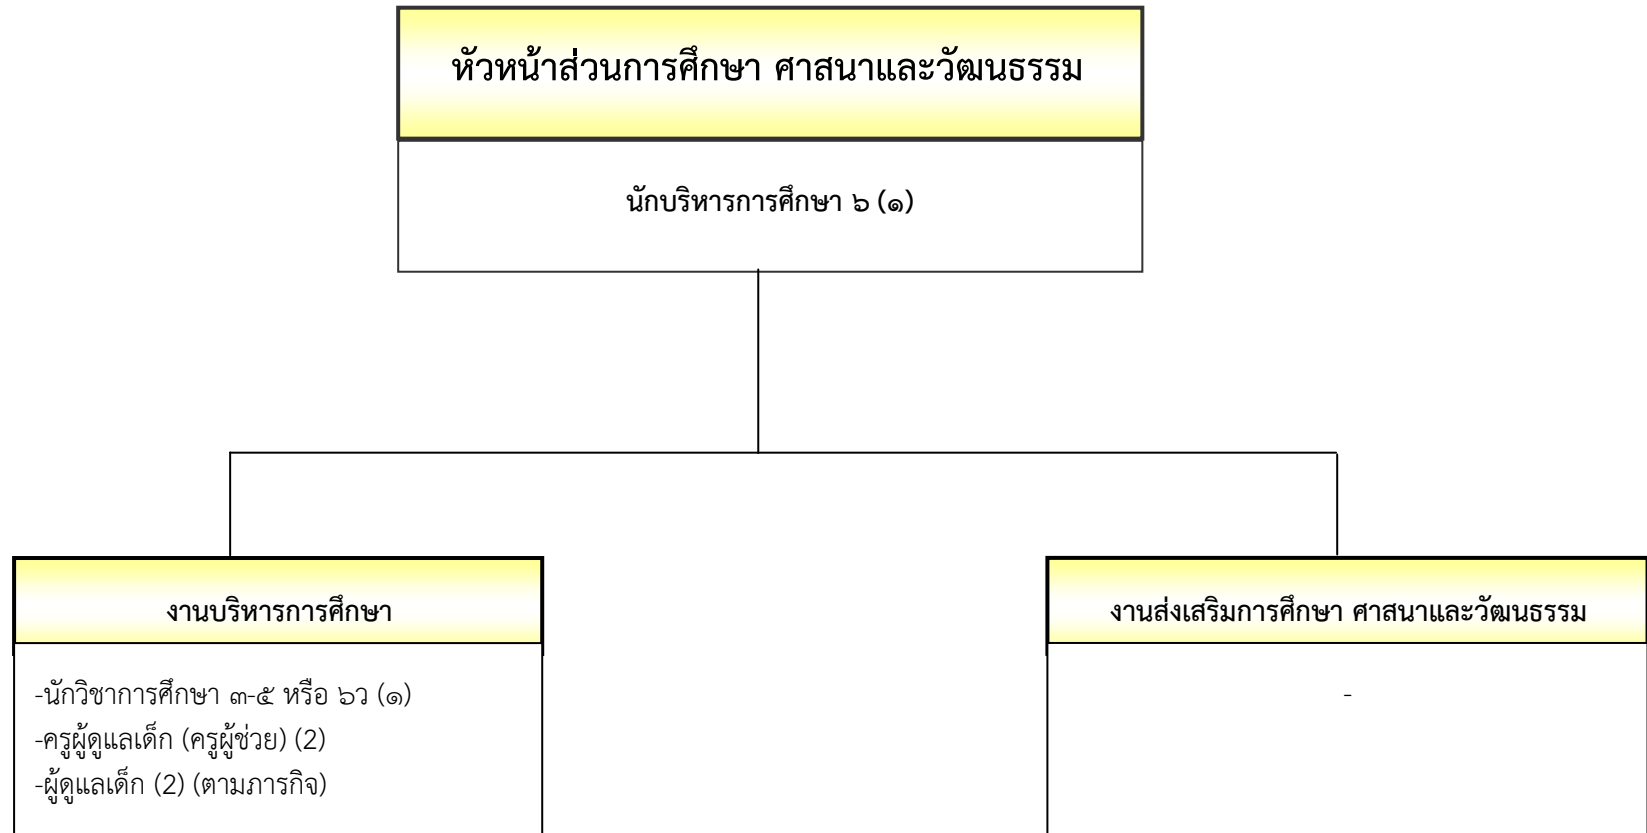 หัวหน้าส่วนการศึกษา ศาสนาและวัฒนธรรม
นักบริหารการศึกษา ๖ (๑)
งานบริหารการศึกษา
-นักวิชาการศึกษา ๓-๕ หรือ ๖ว (๑)
-ครูผู้ดูแลเด็ก (ครูผู้ช่วย) (2)
-ผู้ดูแลเด็ก (2) (ตามภารกิจ)
งานส่งเสริมการศึกษา ศาสนาและวัฒนธรรม
-